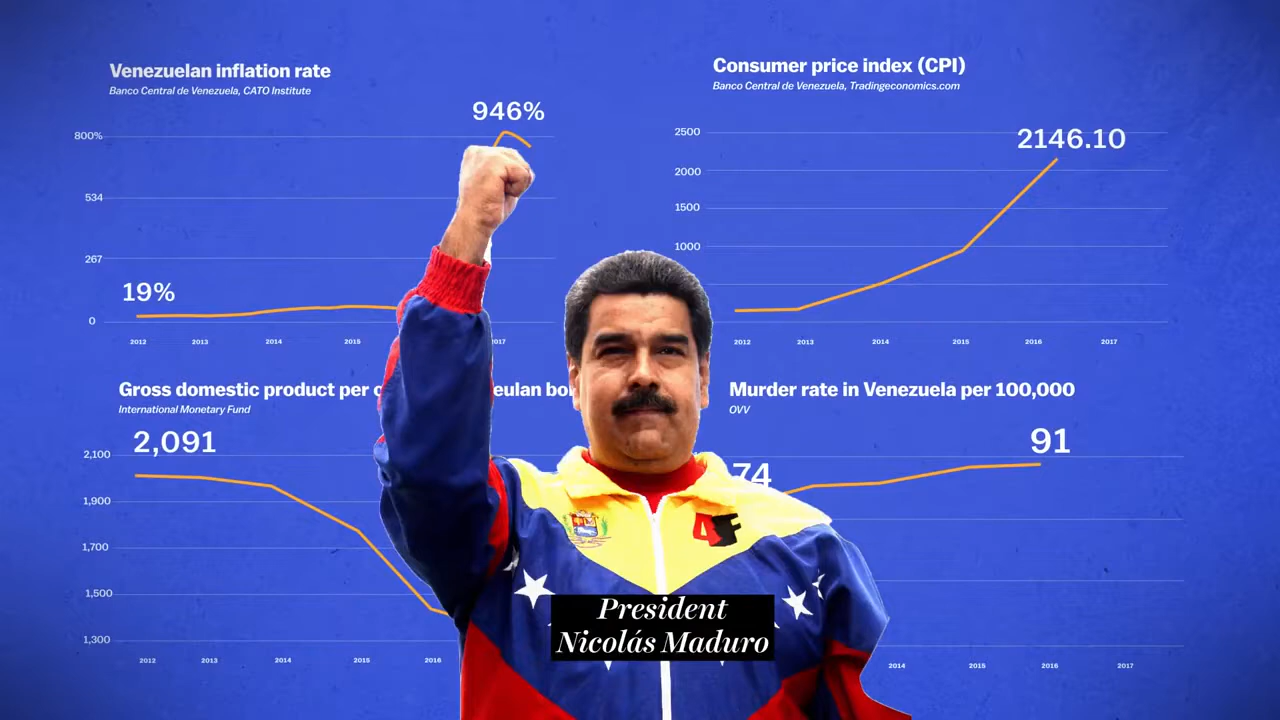 Venezuelan inflation rate
Banco Central de Venezuela, CATO Institute
946%
800%
534
267
19%
0
2012 2013 2014 2015 2017
Consumer price index (CPI)
Banco Central de Venezuela, Tradingeconomics.com
2146.10
2500
2000
1500
1000
2012 2013 2014 2015 2016 2017
Gross domestic product per
International Monetary Fund
2,091
2,100
1,900
1,700
1,500
1,300
2012 2013 2014 2015 2016
Murder rate in Venezuela per 100,000
OVV
74
91
2014 2015 2016 2017
4F
President
Nicolás Maduro